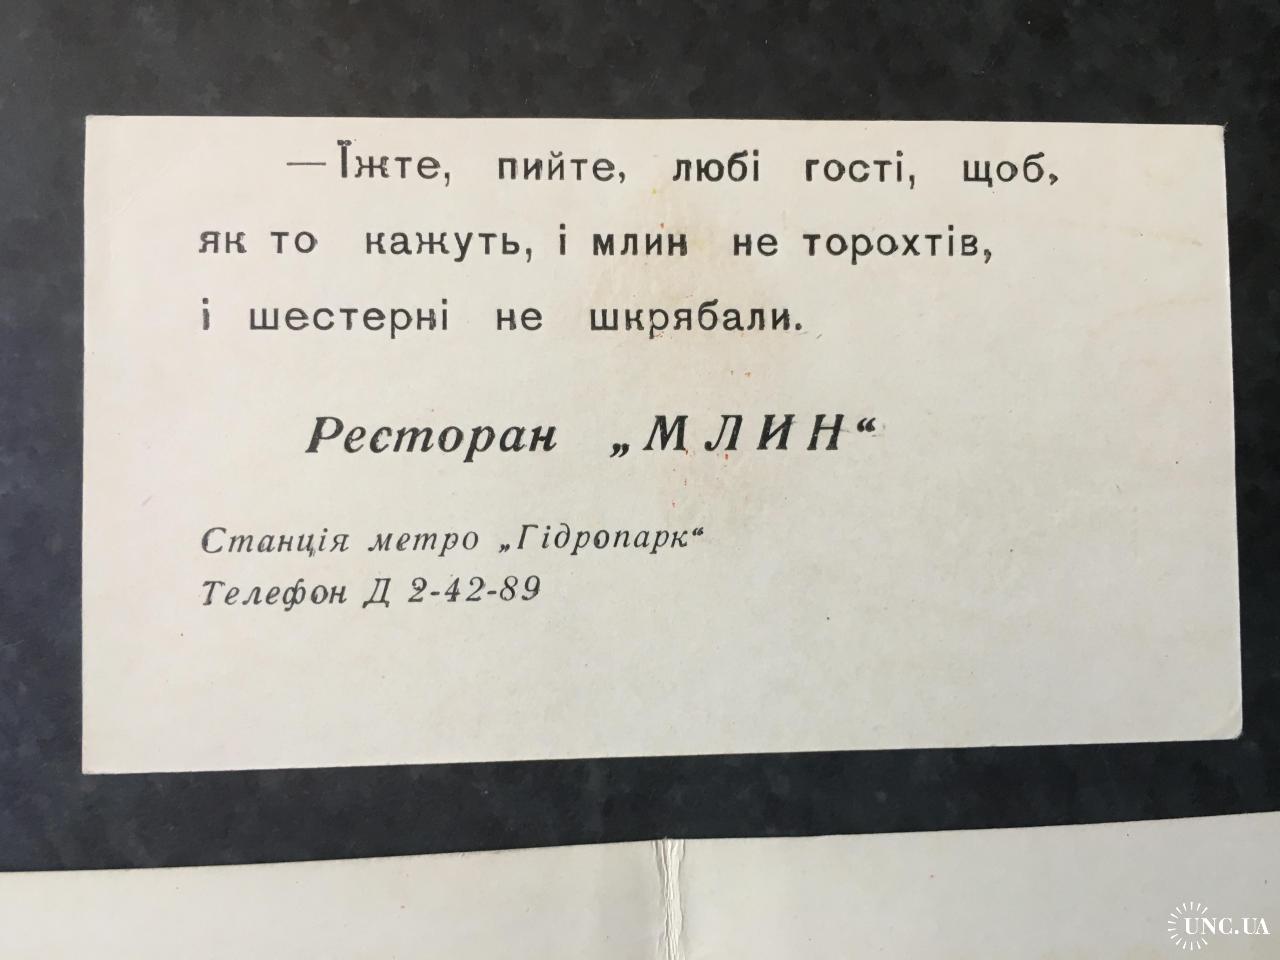 — Їжте, пийте, любі гості, щоб,
як то кажуть, і млин не торохтів,
і шестерні не шкрябали.
Ресторан „МЛИН“
Станція метро „Гідропарк“
Телефон Д 2-42-89
UNC.UA